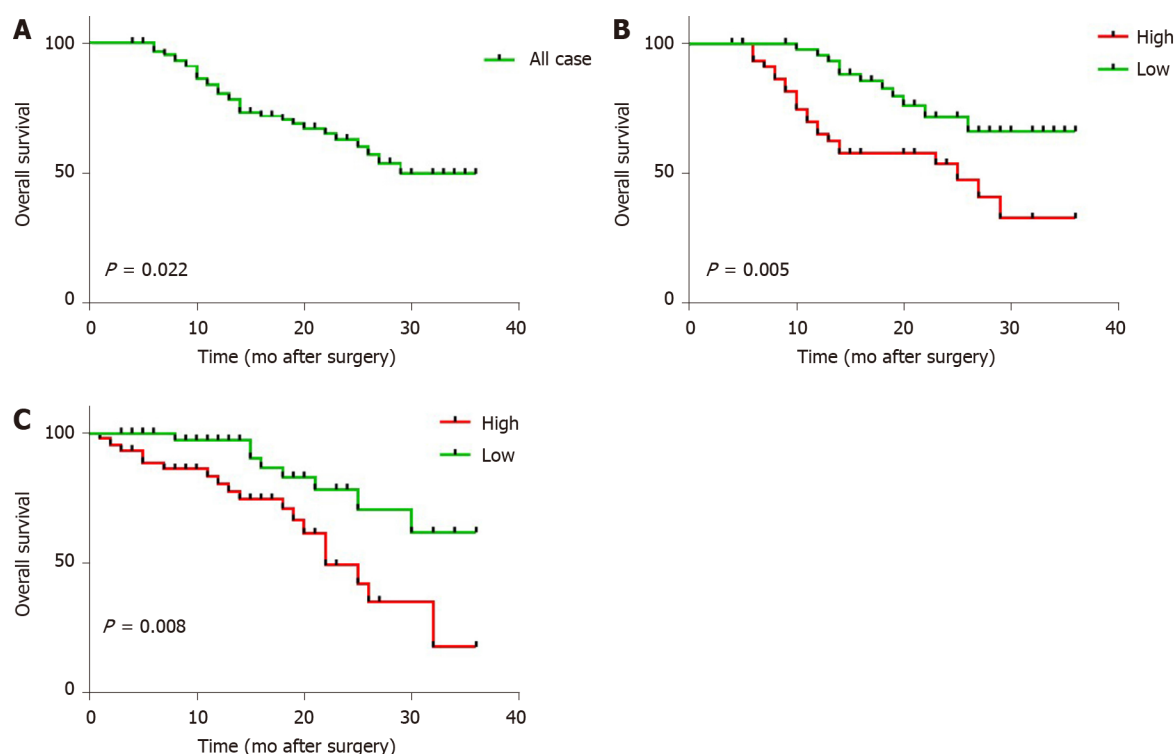 A
100
50
0
Overall survival
All case
P = 0.022
0 10 20 30 40
Time (mo after surgery)
B
100
50
0
Overall survival
High
Low
P = 0.005
0 10 20 30 40
Time (mo after surgery)
C
100
50
0
Overall survival
High
Low
P = 0.008
0 10 20 30 40
Time (mo after surgery)